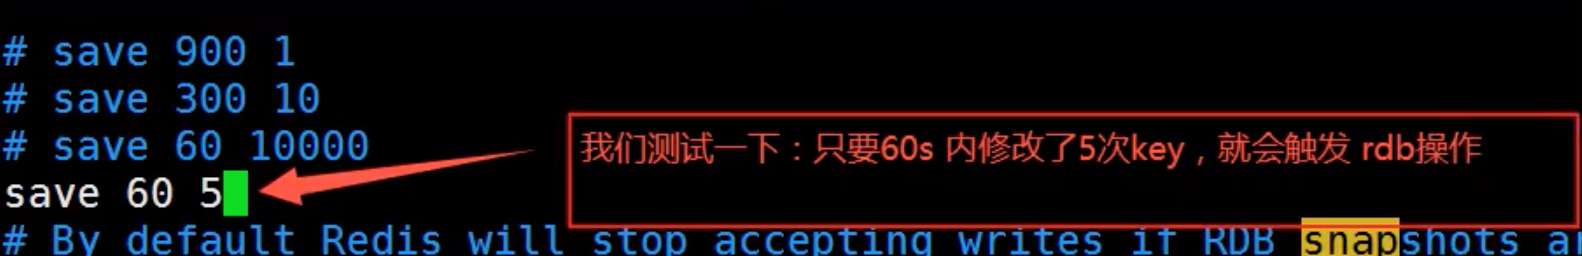 # save 900 1
# save 300 10
# save 60 10000
我们测试一下：只要60s 内修改了5次key，就会触发 rdb操作
save 60 5
# By default Redis will stop accepting writes if RDB snapshots ar